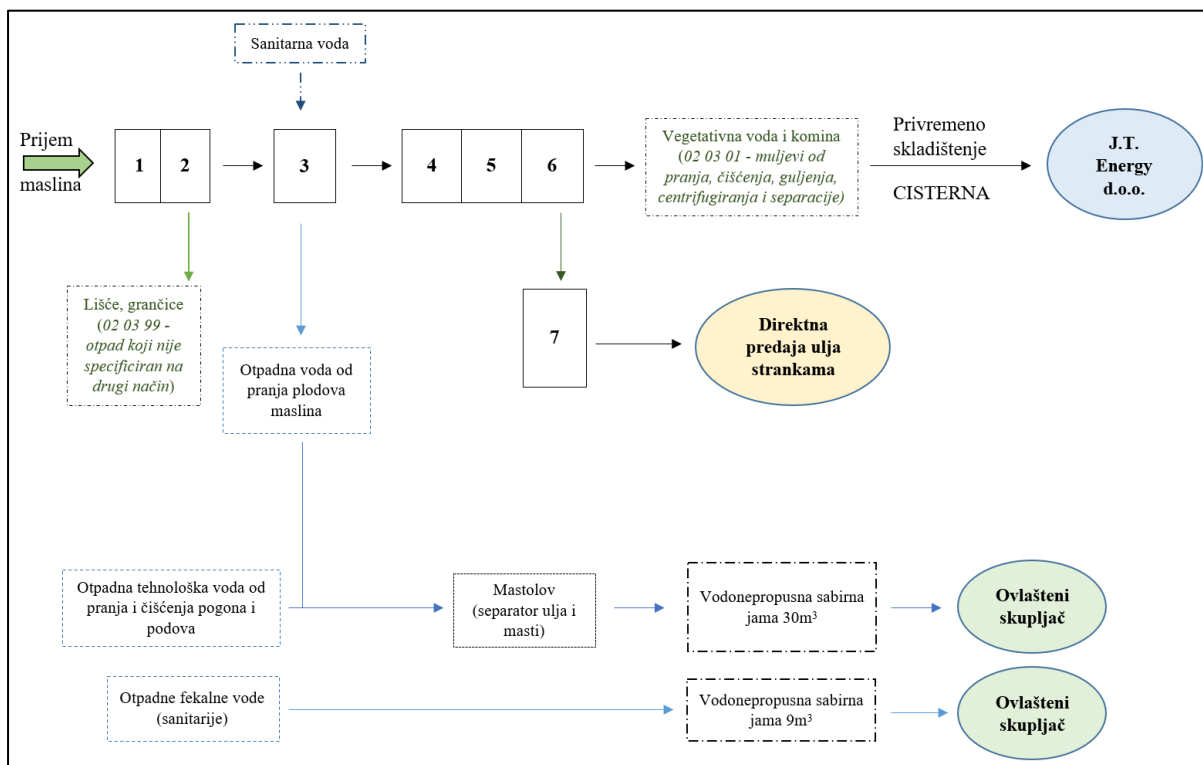 Sanitarna voda
Prijem
maslina
1
2
3
4
5
6
Vegetativna voda i komina
(02 03 01 - muljevi od
pranja, čišćenja, guljenja,
centrifugiranja i separacije)
Privremeno
skladištenje
CISTERNA
J.T.
Energy
d.o.o.
Lišće, grančice
(02 03 99 -
otpad koji nije
specificiran na
drugi način)
Otpadna voda od
pranja plodova
maslina
7
Direktna
predaja ulja
strankama
Otpadna tehnološka voda od
pranja i čišćenja pogona i
podova
Mastolov
(separator ulja i
masti)
Vodonepropusna sabirna
jama 30m³
Ovlašteni
skupljač
Otpadne fekalne vode
(sanitarije)
Vodonepropusna sabirna
jama 9m³
Ovlašteni
skupljač